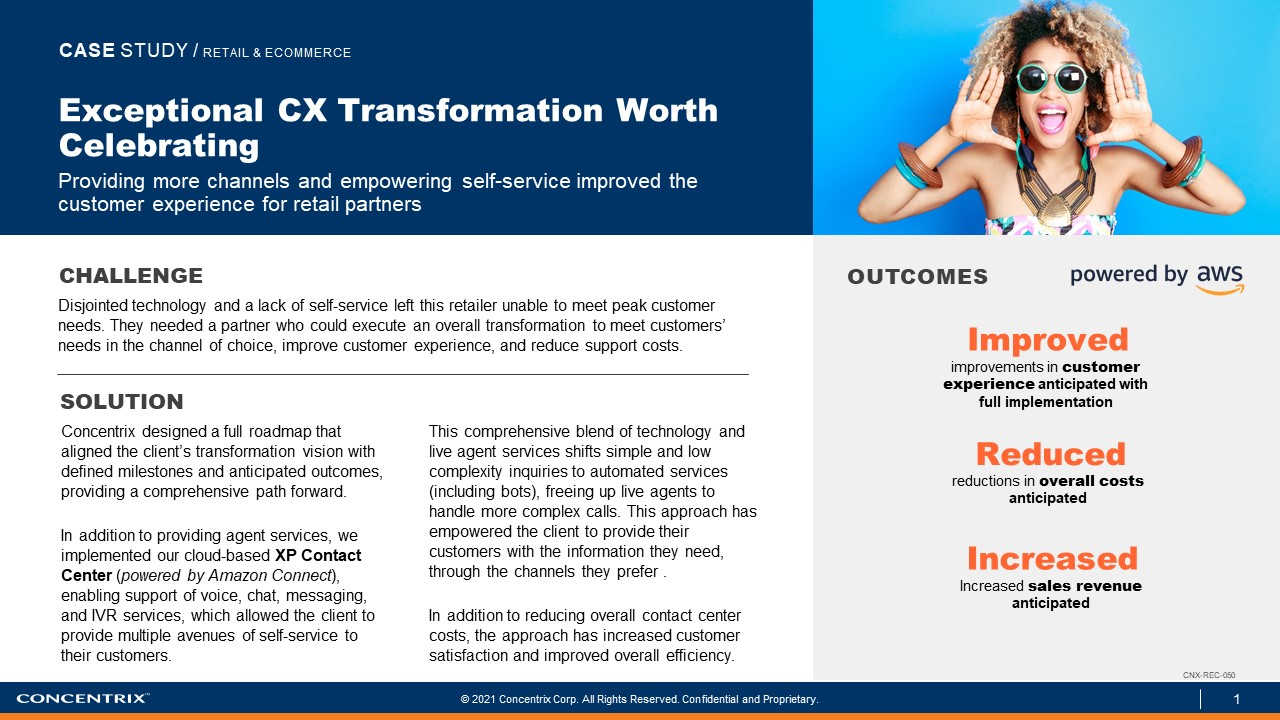 CASE STUDY / RETAIL & ECOMMERCE
Exceptional CX Transformation Worth
Celebrating
Providing more channels and empowering self-service improved the
customer experience for retail partners
CHALLENGE
Disjointed technology and a lack of self-service left this retailer unable to meet peak customer
needs. They needed a partner who could execute an overall transformation to meet customers’
needs in the channel of choice, improve customer experience, and reduce support costs.
SOLUTION
Concentrix designed a full roadmap that
aligned the client’s transformation vision with
defined milestones and anticipated outcomes,
providing a comprehensive path forward.
In addition to providing agent services, we
implemented our cloud-based XP Contact
Center (powered by Amazon Connect),
enabling support of voice, chat, messaging,
and IVR services, which allowed the client to
provide multiple avenues of self-service to
their customers.
This comprehensive blend of technology and
live agent services shifts simple and low
complexity inquiries to automated services
(including bots), freeing up live agents to
handle more complex calls. This approach has
empowered the client to provide their
customers with the information they need,
through the channels they prefer .
In addition to reducing overall contact center
costs, the approach has increased customer
satisfaction and improved overall efficiency.
OUTCOMES
powered by aws
Improved
improvements in customer
experience anticipated with
full implementation
Reduced
reductions in overall costs
anticipated
Increased
Increased sales revenue
anticipated
CNX-REC-050
CONCENTRIX™
© 2021 Concentrix Corp. All Rights Reserved. Confidential and Proprietary.
1